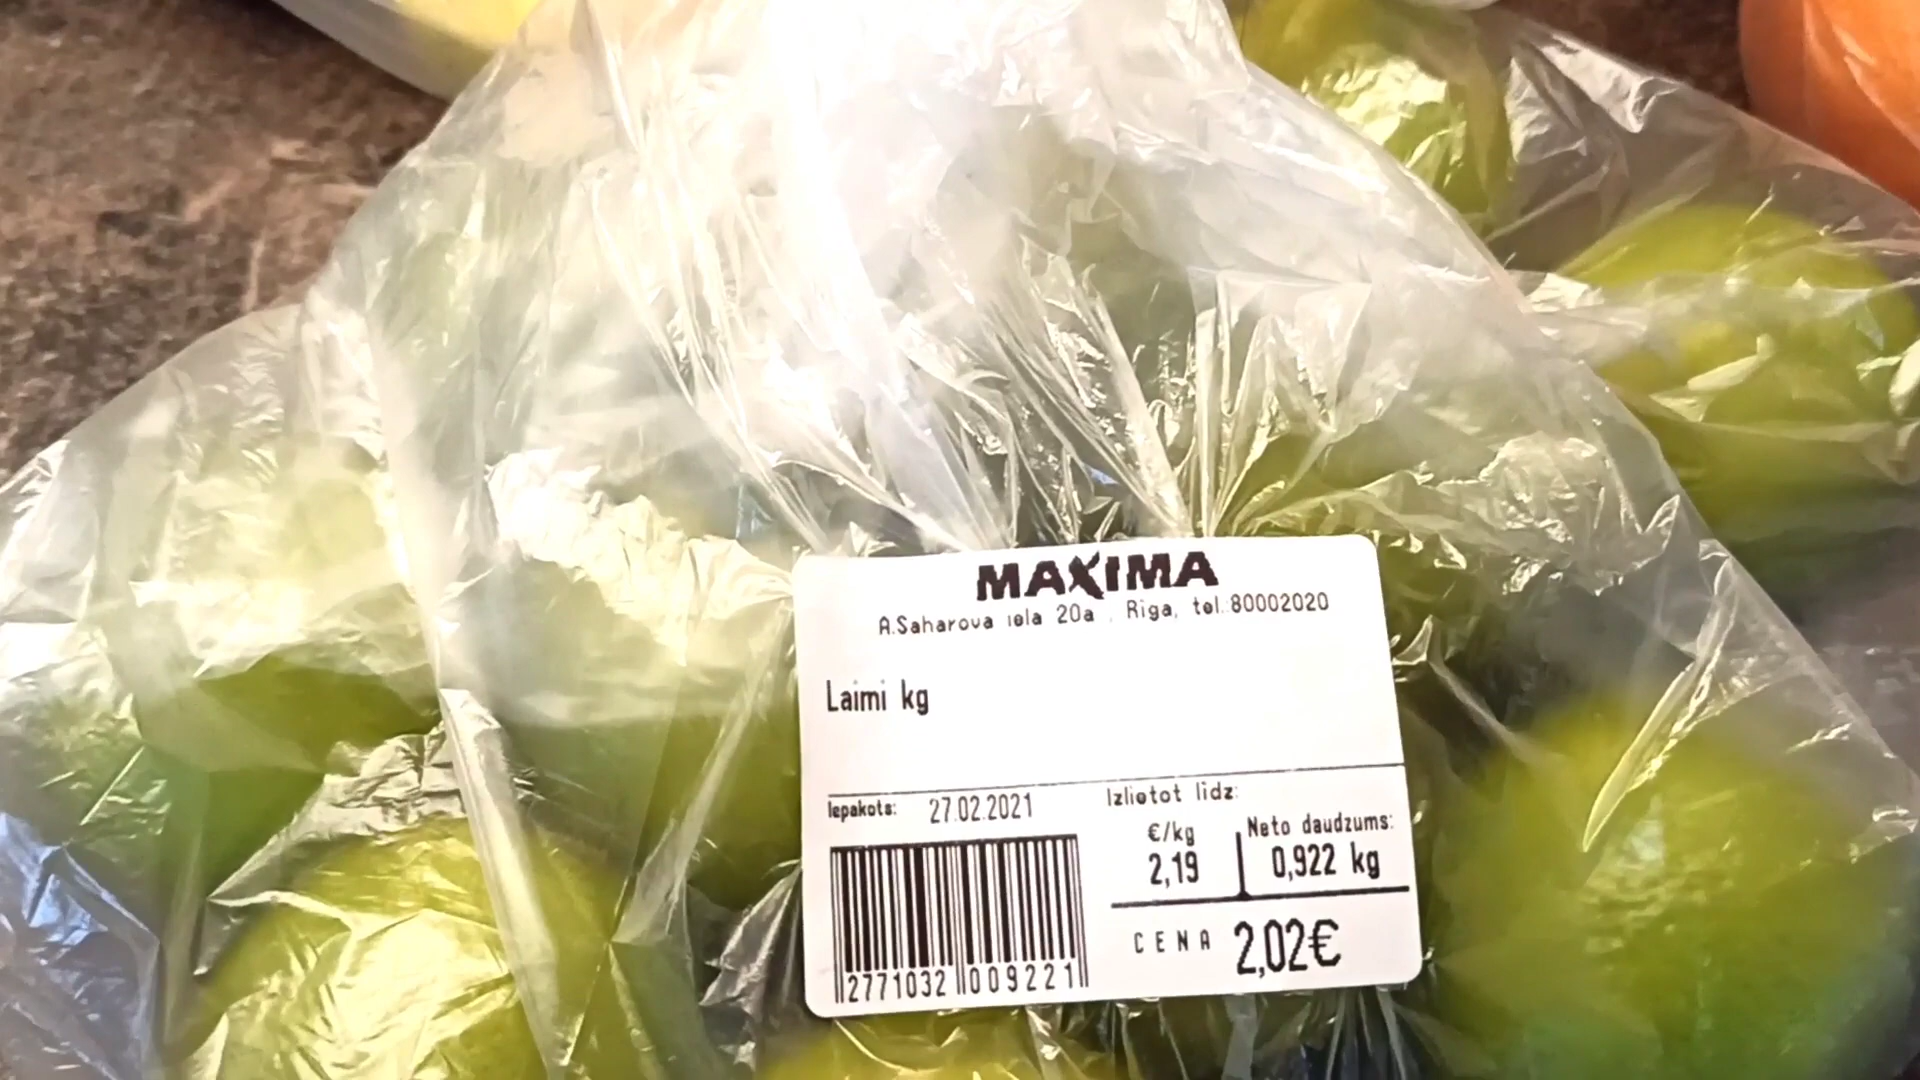 MAXIMA
A.Saharova iela 20a , Rīga, tel.:80002020
Laimi kg
Iepakots: 27.02.2021
Izlietot līdz:
€/kg Neto daudzums:
2,19 0,922 kg
CENA 2,02€
2771032 009221